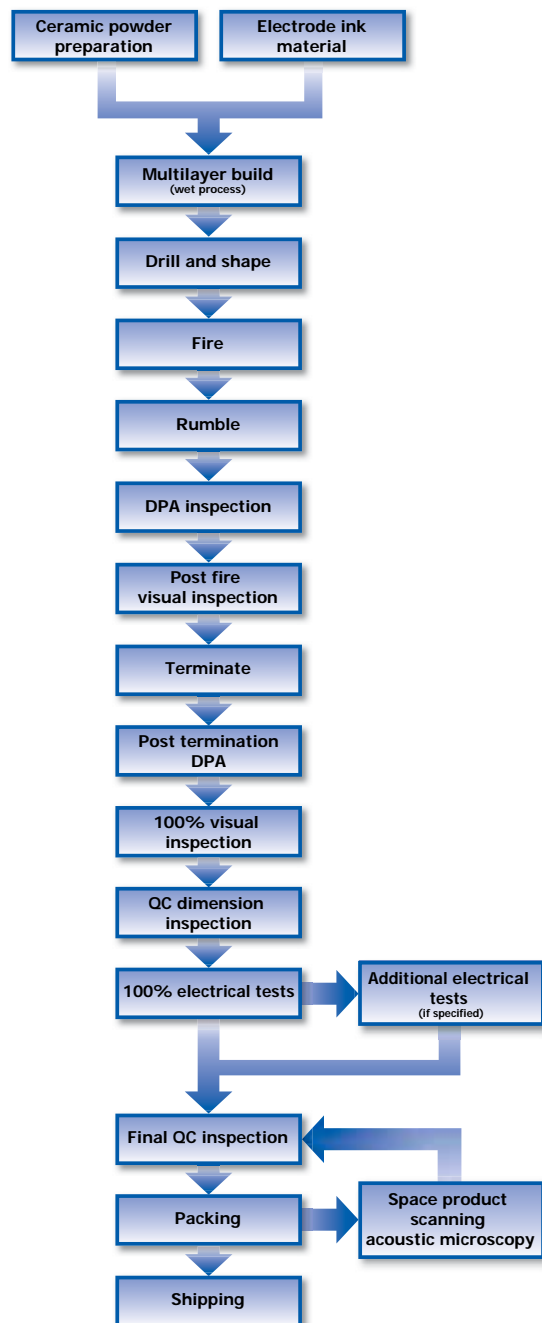 Ceramic powder
preparation
Electrode ink
material
Multilayer build
(wet process)
Drill and shape
Fire
Rumble
DPA inspection
Post fire
visual inspection
Terminate
Post termination
DPA
100% visual
inspection
QC dimension
inspection
100% electrical tests
Additional electrical
tests
(if specified)
Final QC inspection
Packing
Space product
scanning
acoustic microscopy
Shipping